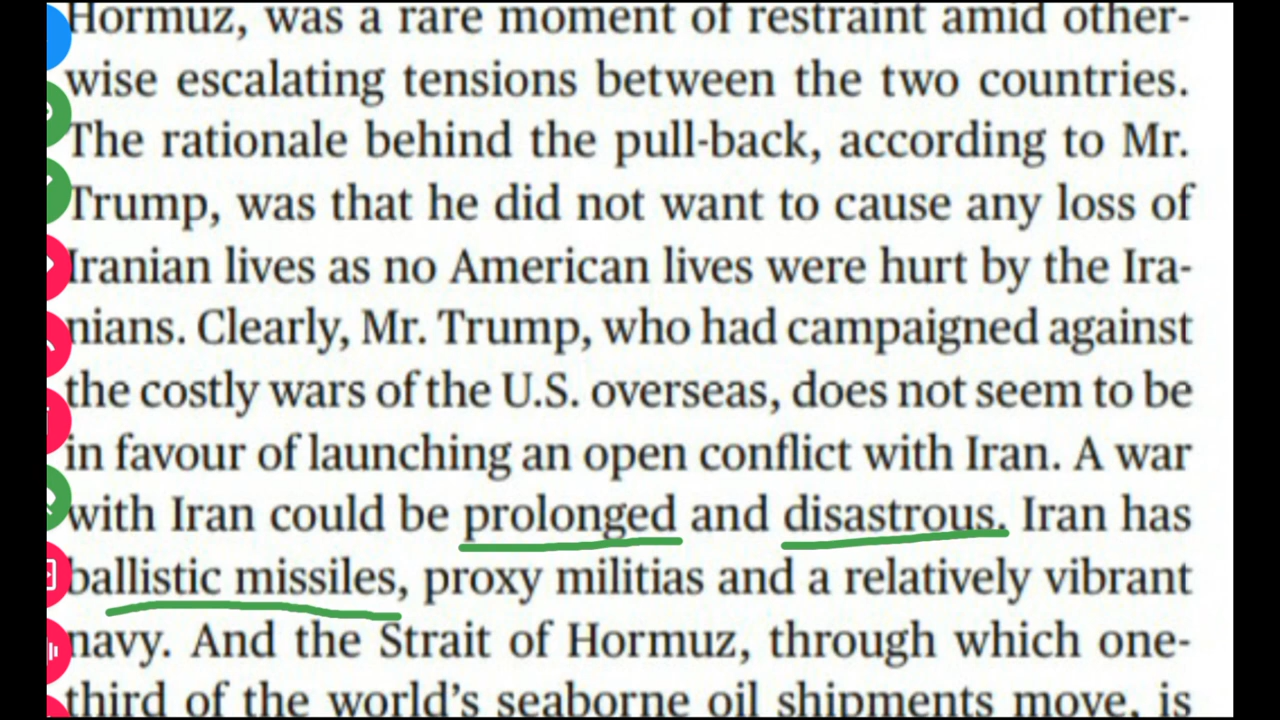 Hormuz, was a rare moment of restraint amid other-
wise escalating tensions between the two countries.
The rationale behind the pull-back, according to Mr.
Trump, was that he did not want to cause any loss of
Iranian lives as no American lives were hurt by the Ira-
nians. Clearly, Mr. Trump, who had campaigned against
the costly wars of the U.S. overseas, does not seem to be
in favour of launching an open conflict with Iran. A war
with Iran could be prolonged and disastrous. Iran has
ballistic missiles, proxy militias and a relatively vibrant
navy. And the Strait of Hormuz, through which one-
third of the world's seaborne oil shipments move, is